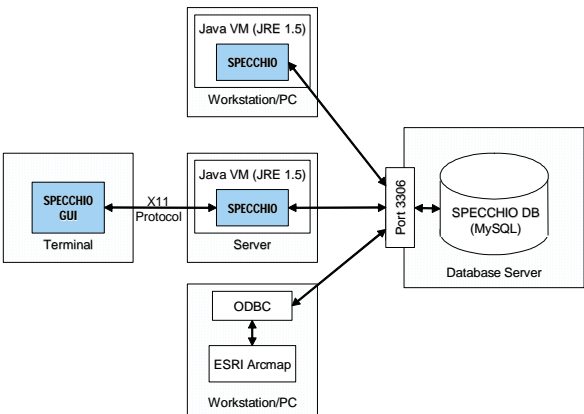 Java VM (JRE 1.5)
SPECCHIO
Workstation/PC
SPECCHIO
GUI
Terminal
X11
Protocol
Java VM (JRE 1.5)
SPECCHIO
Server
Port 3306
SPECCHIO DB
(MySQL)
Database Server
ODBC
ESRI Arcmap
Workstation/PC